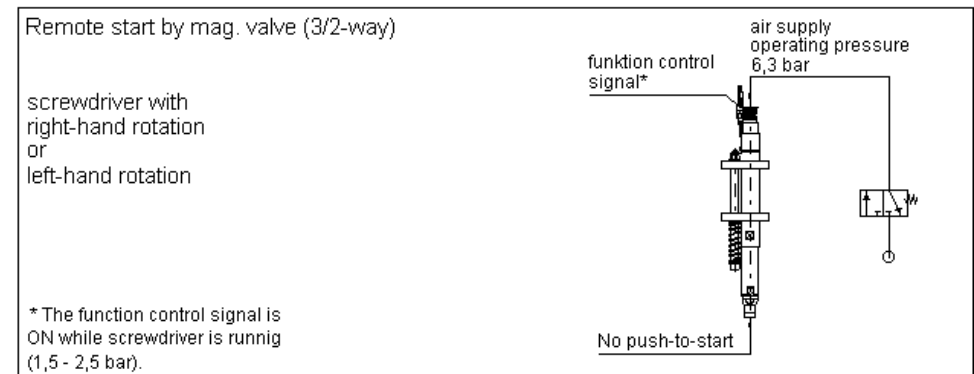 Remote start by mag. valve (3/2-way)
air supply
operating pressure
6,3 bar
funktion control
signal*
screwdriver with
right-hand rotation
or
left-hand rotation
* The function control signal is
ON while screwdriver is runnig
(1,5 - 2,5 bar).
No push-to-start